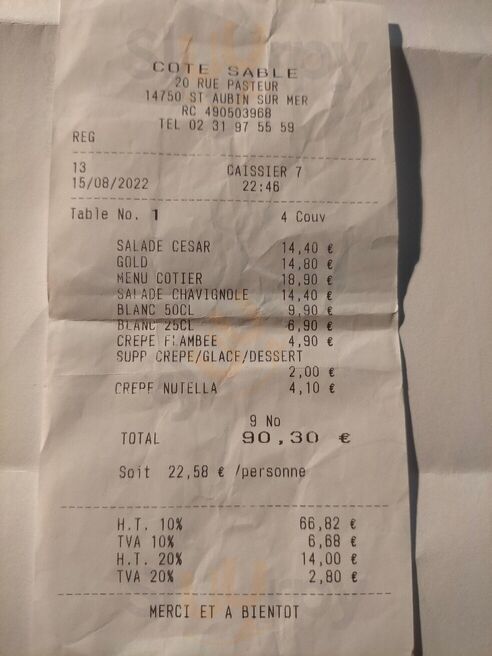 COTE SABLE
20 RUE PASTEUR
14750 ST AUBIN SUR MER
RC 490503968
TEL 02 31 97 55 59
REG
13 CAISSIER 7
15/08/2022 22:46
Table No. 1 4 Couv
SALADE CESAR 14,40 €
GOLD 14,80 €
MENU COTIER 18,90 €
SALADE CHAVIGNOLE 14,40 €
BLANC 50CL 9,90 €
BLANC 25CL 6,90 €
CREPE FLAMBEE 4,90 €
SUPP CREPE/GLACE/DESSERT
2,00 €
CREPE NUTELLA 4,10 €
9 No
TOTAL 90,30 €
Soit 22,58 € /personne
H.T. 10% 66,82 €
TVA 10% 6,68 €
H.T. 20% 14,00 €
TVA 20% 2,80 €
MERCI ET A BIENTOT